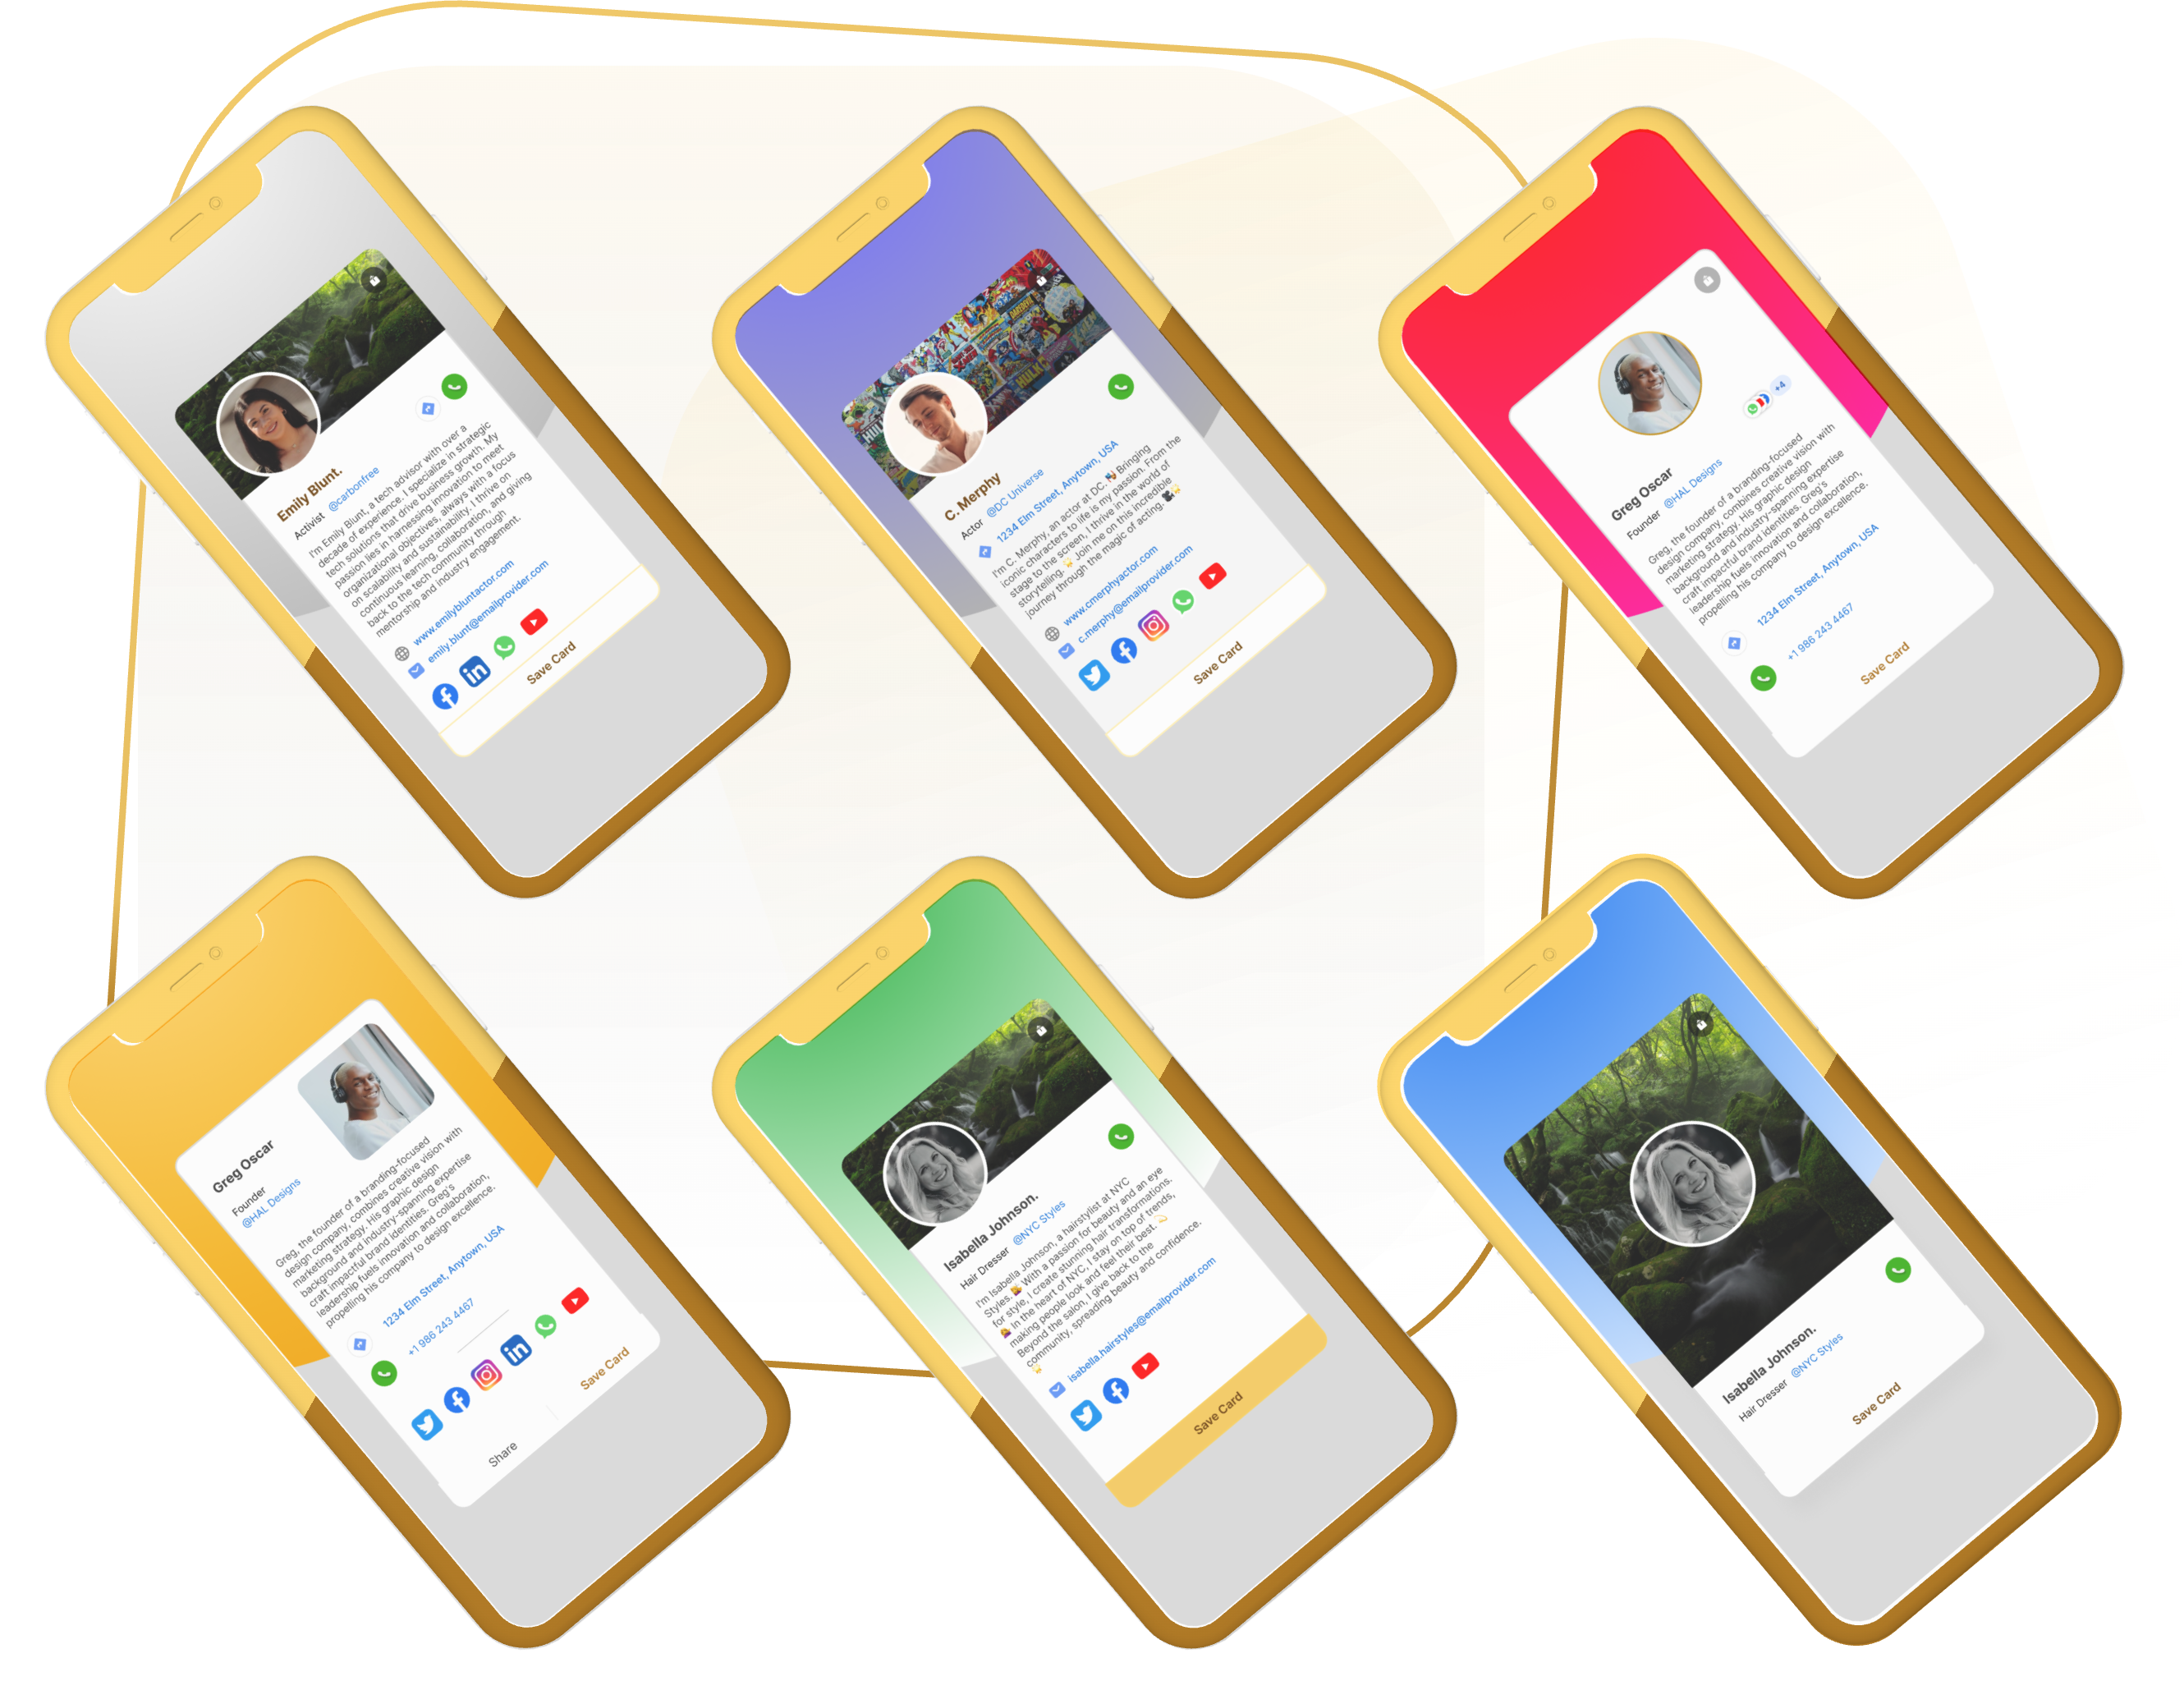 Emily Blunt.
Activist @carbonfree
I'm Emily Blunt, a tech advisor with over a
decade of experience. I specialize in strategic
tech solutions that drive business growth. My
passion lies in harnessing innovation to meet
organizational objectives, always with a focus
on scalability and sustainability. I thrive on
continuous learning, collaboration, and giving
back to the tech community through
mentorship and industry engagement.
www.emilybluntactor.com
emily.blunt@emailprovider.com
in
Save Card
HULK
DAREDEVIL
HULK
C. Merphy
Actor @DC Universe
1234 Elm Street, Anytown, USA
I'm C. Merphy, an actor at DC. 🎭 Bringing
iconic characters to life is my passion. From the
stage to the screen, I thrive in the world of
storytelling. 🌟 Join me on this incredible
journey through the magic of acting. 🎥🌟
www.cmerphyactor.com
c.merphy@emailprovider.com
Save Card
+4
Greg Oscar
Founder @HAL Designs
Greg, the founder of a branding-focused
design company, combines creative vision with
marketing strategy. His graphic design
background and industry-spanning expertise
craft impactful brand identities. Greg's
leadership fuels innovation and collaboration,
propelling his company to design excellence.
1234 Elm Street, Anytown, USA
+1 986 243 4467
Save Card
Greg Oscar
Founder
@HAL Designs
Greg, the founder of a branding-focused
design company, combines creative vision with
marketing strategy. His graphic design
background and industry-spanning expertise
craft impactful brand identities. Greg's
leadership fuels innovation and collaboration,
propelling his company to design excellence.
1234 Elm Street, Anytown, USA
+1 986 243 4467
in
Share
Save Card
Isabella Johnson.
Hair Dresser @NYC Styles
I'm Isabella Johnson, a hairstylist at NYC
Styles. 💇‍♀️ With a passion for beauty and an eye
for style, I create stunning hair transformations.
💇‍♀️ In the heart of NYC, I stay on top of trends,
making people look and feel their best. 💫
Beyond the salon, I give back to the
community, spreading beauty and confidence.
🌟
isabella.hairstyles@emailprovider.com
Save Card
Isabella Johnson.
Hair Dresser @NYC Styles
Save Card